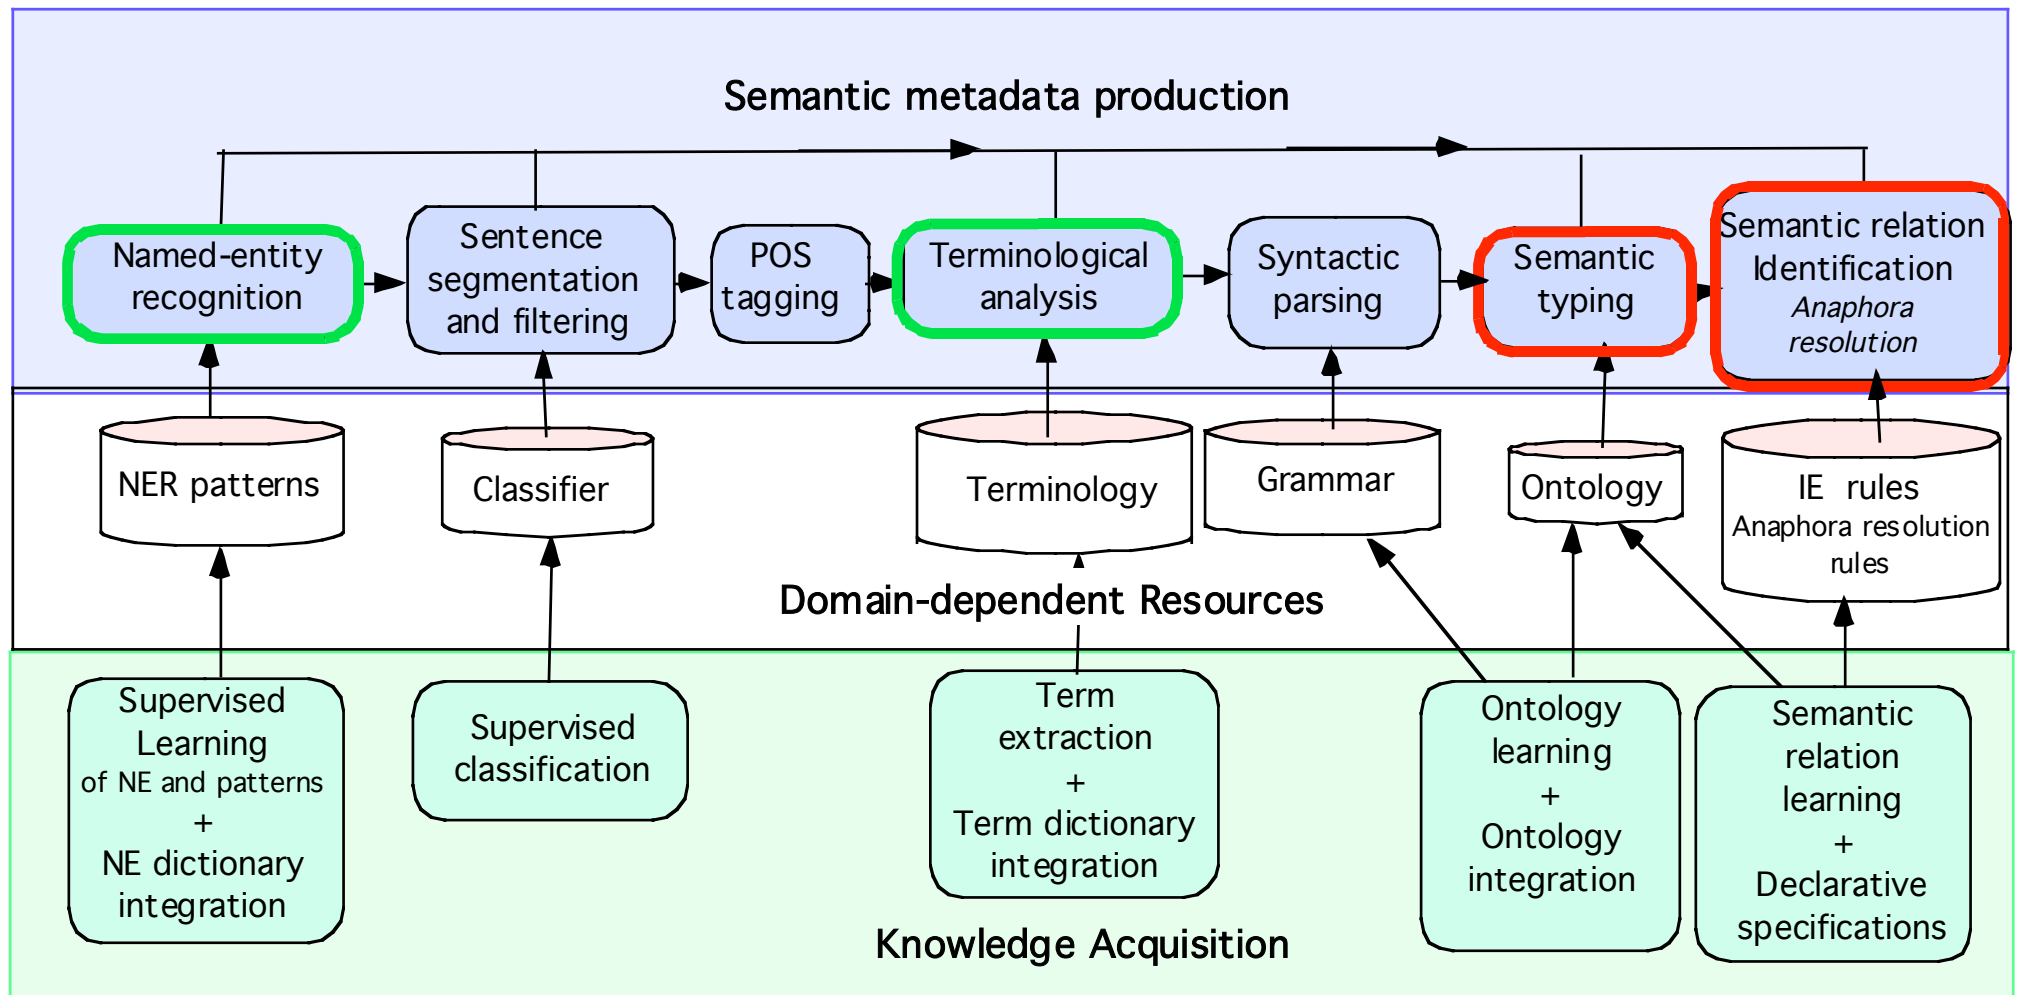 Semantic metadata production
Named-entity
recognition
Sentence
segmentation
and filtering
POS
tagging
Terminological
analysis
Syntactic
parsing
Semantic
typing
Semantic relation
Identification
Anaphora
resolution
NER patterns
Classifier
Terminology
Grammar
Ontology
IE rules
Anaphora resolution
rules
Domain-dependent Resources
Supervised
Learning
of NE and patterns
+
NE dictionary
integration
Supervised
classification
Term
extraction
+
Term dictionary
integration
Ontology
learning
+
Ontology
integration
Semantic
relation
learning
+
Declarative
specifications
Knowledge Acquisition